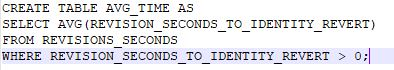 CREATE TABLE AVG_TIME AS
SELECT AVG(REVISION_SECONDS_TO_IDENTITY_REVERT)
FROM REVISIONS_SECONDS
WHERE REVISION_SECONDS_TO_IDENTITY_REVERT > 0;